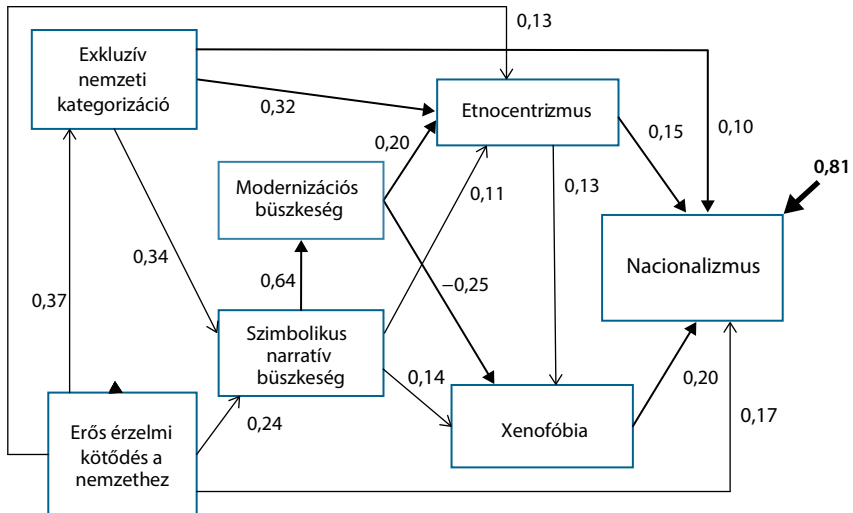 0,13
Exkluzív
nemzeti
kategorizáció
Etnocentrizmus
0,32
0,15
0,10
0,20
0,81
Modernizációs
büszkeség
0,11
0,13
0,34
Nacionalizmus
0,64
−0,25
0,37
Szimbolikus
narratív
büszkeség
0,14
0,20
0,24
0,17
Xenofóbia
Erős érzelmi
kötődés a
nemzethez